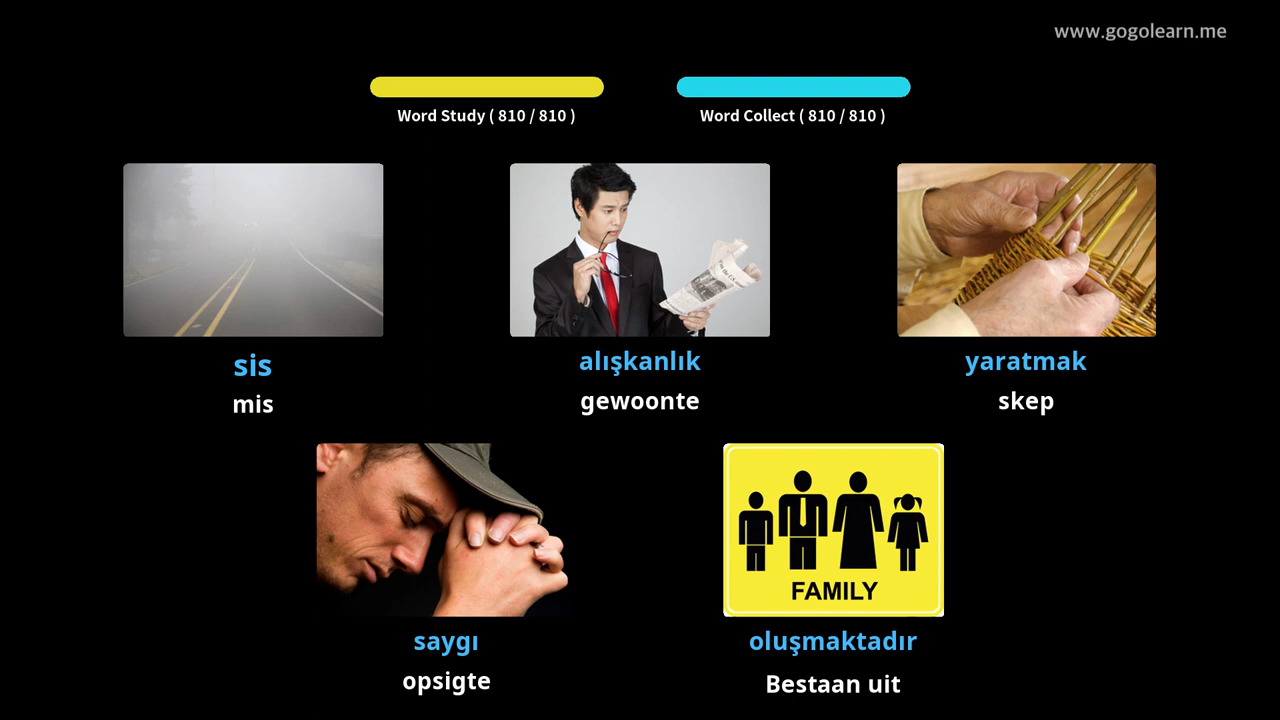 www.gogolearn.me
Word Study ( 810 / 810 )
Word Collect ( 810 / 810 )
sis
mis
alışkanlık
gewoonte
yaratmak
skep
FAMILY
saygı
opsigte
oluşmaktadır
Bestaan uit